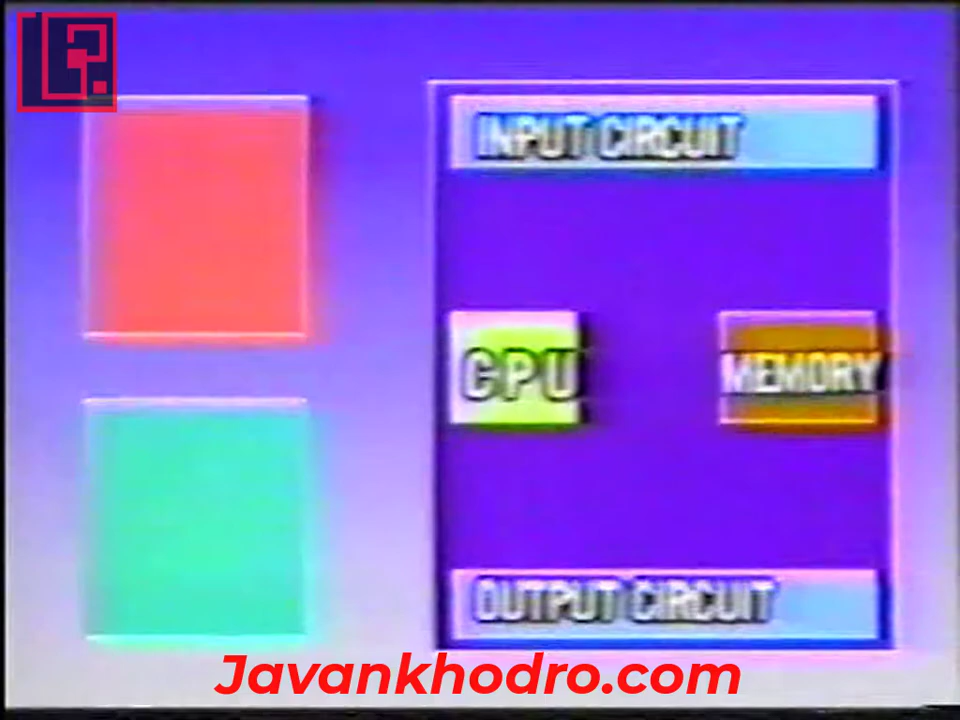 INPUT CIRCUIT
CPU
MEMORY
OUTPUT CIRCUIT
Javankhodro.com